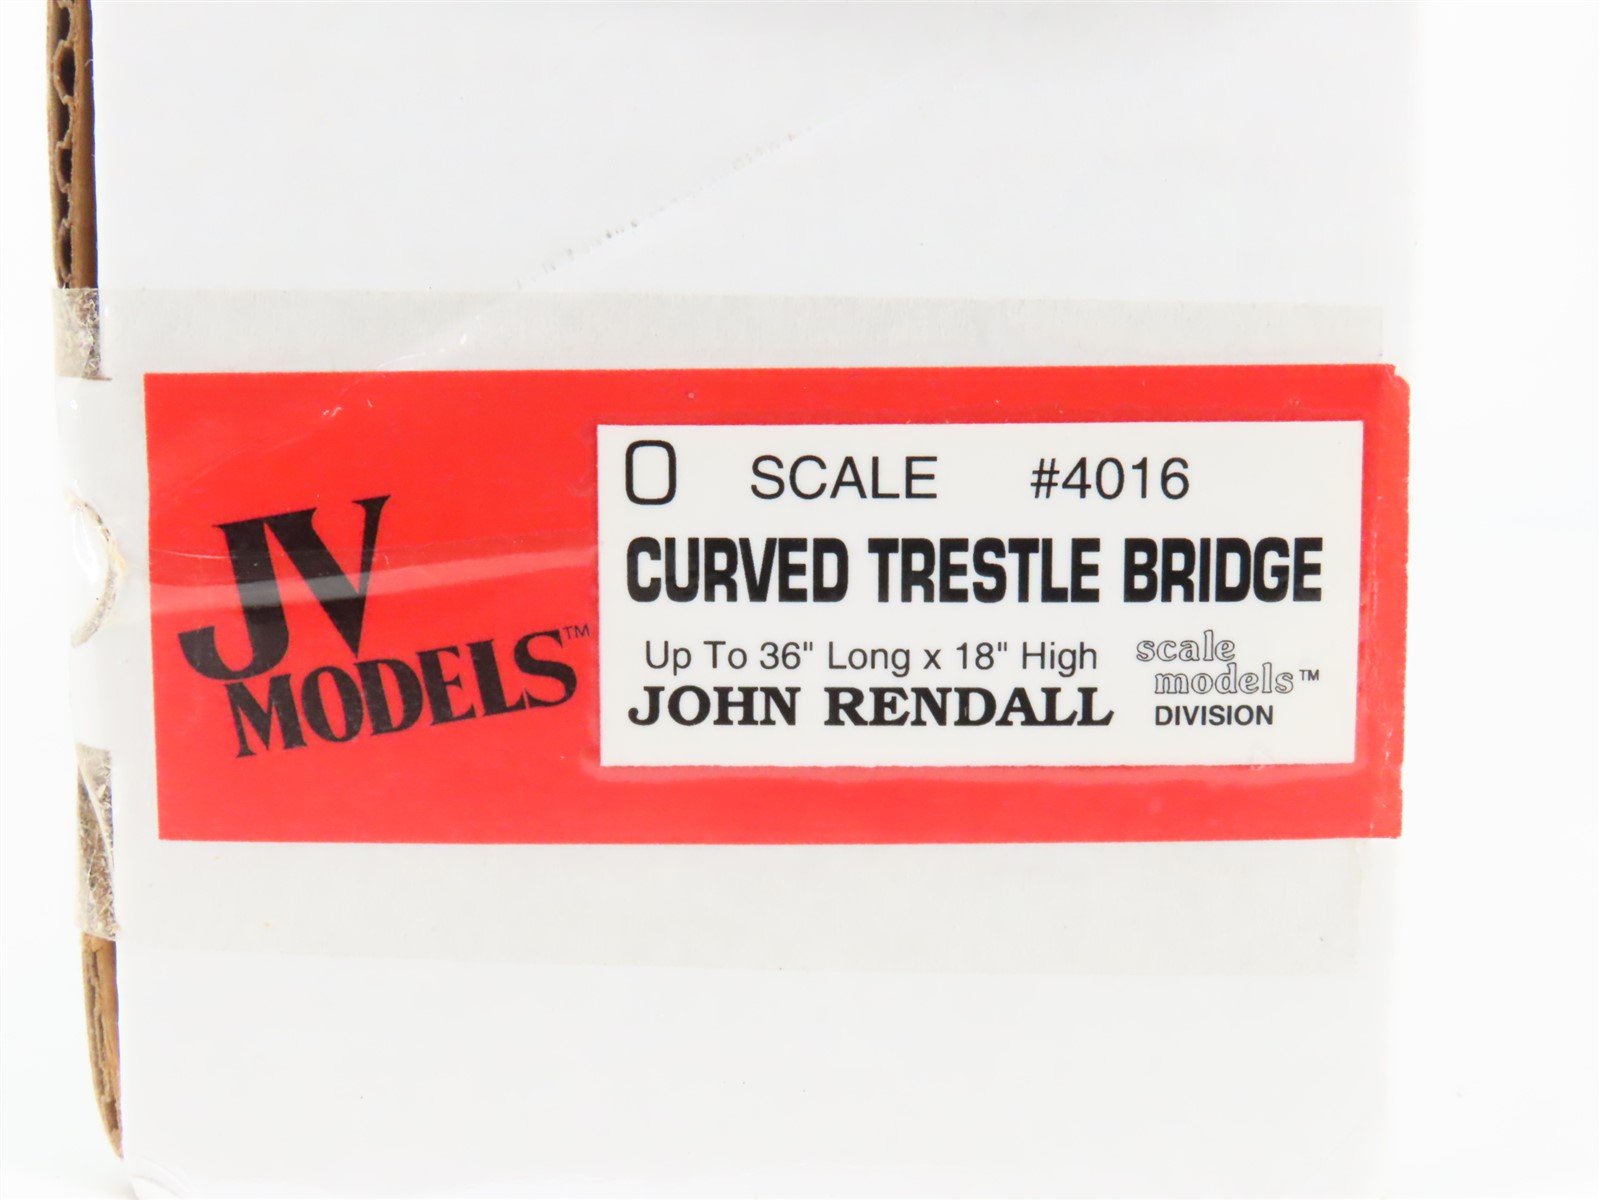 JV
MODELS™
O SCALE #4016
CURVED TRESTLE BRIDGE
Up To 36" Long x 18" High
JOHN RENDALL
scale
models™
DIVISION